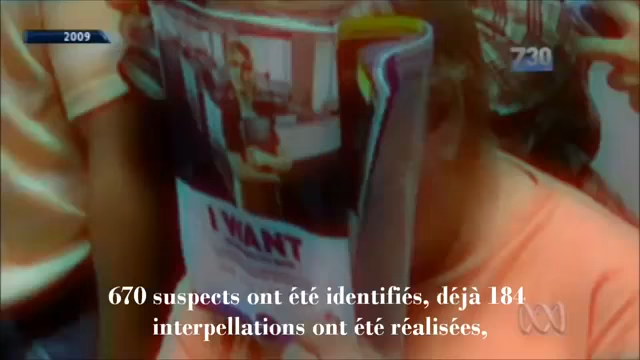 2009
730
I WANT
670 suspects ont été identifiés, déjà 184
interpellations ont été réalisées,